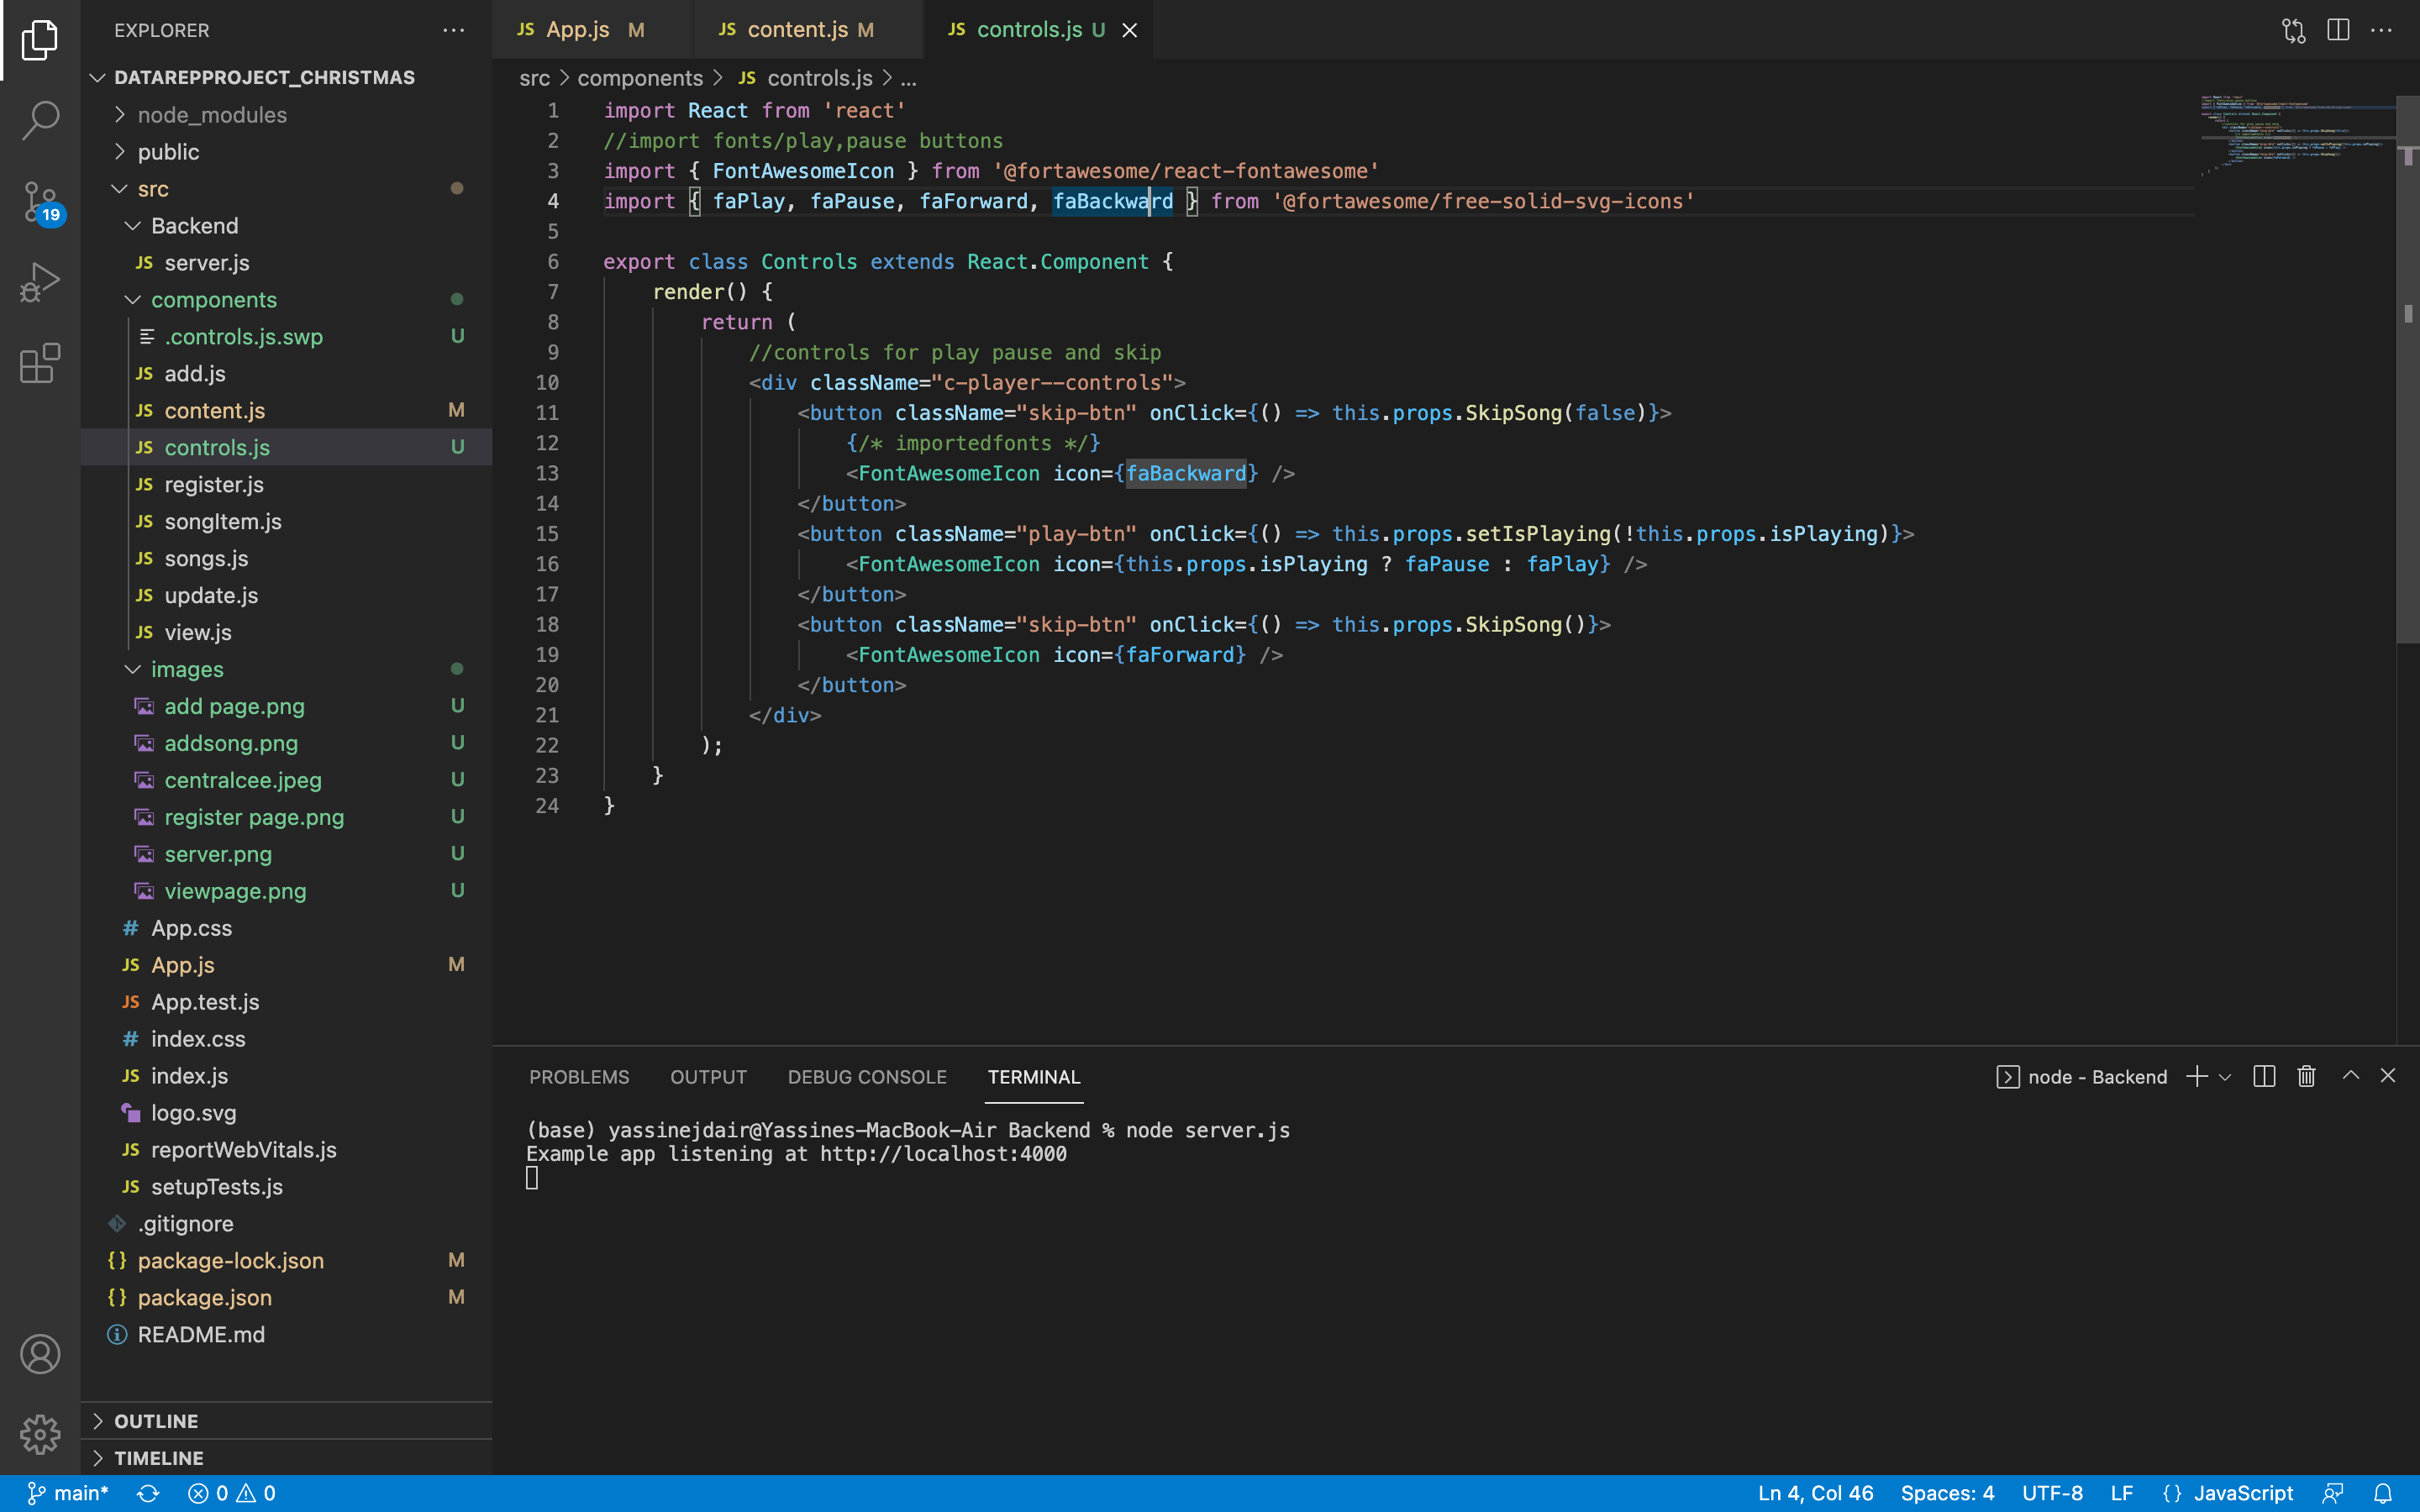 EXPLORER
DATAREPPROJECT_CHRISTMAS
node_modules
public
src
Backend
JS server.js
components
.controls.js.swp U
JS add.js
JS content.js M
JS controls.js U
JS register.js
JS songItem.js
JS songs.js
JS update.js
JS view.js
images
add page.png U
addsong.png U
centralcee.jpeg U
register page.png U
server.png U
viewpage.png U
# App.css
JS App.js M
JS App.test.js
# index.css
JS index.js
logo.svg
JS reportWebVitals.js
JS setupTests.js
.gitignore
{} package-lock.json M
{} package.json M
README.md
OUTLINE
TIMELINE
19
JS App.js M JS content.js M JS controls.js U
src > components > JS controls.js > ...
1 import React from 'react'
2 //import fonts/play,pause buttons
3 import { FontAwesomeIcon } from '@fortawesome/react-fontawesome'
4 import { faPlay, faPause, faForward, faBackward } from '@fortawesome/free-solid-svg-icons'
5
6 export class Controls extends React.Component {
7 render() {
8 return (
9 //controls for play pause and skip
10 <div className="c-player--controls">
11 <button className="skip-btn" onClick={() => this.props.SkipSong(false)}>
12 {/* importedfonts */}
13 <FontAwesomeIcon icon={faBackward} />
14 </button>
15 <button className="play-btn" onClick={() => this.props.setIsPlaying(!this.props.isPlaying)}>
16 <FontAwesomeIcon icon={this.props.isPlaying ? faPause : faPlay} />
17 </button>
18 <button className="skip-btn" onClick={() => this.props.SkipSong()}>
19 <FontAwesomeIcon icon={faForward} />
20 </button>
21 </div>
22 );
23 }
24 }
PROBLEMS OUTPUT DEBUG CONSOLE TERMINAL
node - Backend
(base) yassinejdair@Yassines-MacBook-Air Backend % node server.js
Example app listening at http://localhost:4000
main* 0 0
Ln 4, Col 46 Spaces: 4 UTF-8 LF {} JavaScript